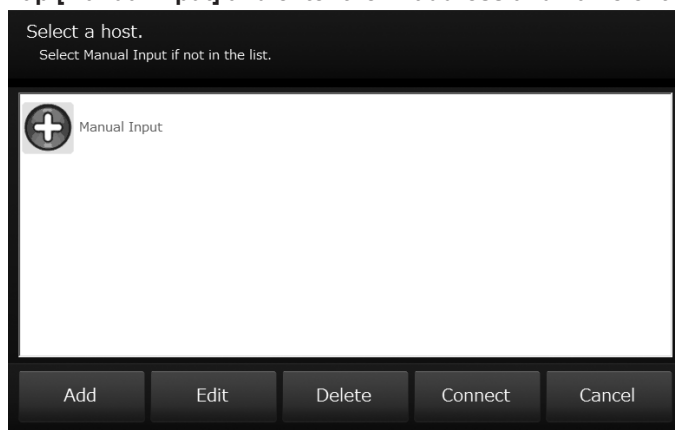 Select a host.
Select Manual Input if not in the list.
Manual Input
Add Edit Delete Connect Cancel